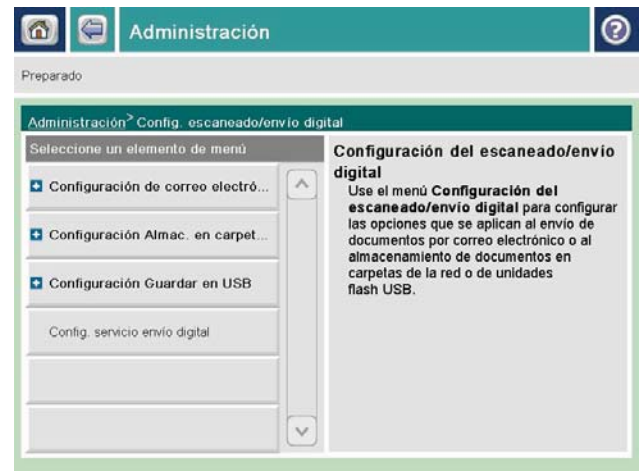 Administración
?
Preparado
Administración> Config. escaneado/envío digital
Seleccione un elemento de menú
Configuración de correo electró...
Configuración Almac. en carpet...
Configuración Guardar en USB
Config. servicio envío digital
Configuración del escaneado/envío
digital
Use el menú Configuración del
escaneado/envío digital para configurar
las opciones que se aplican al envío de
documentos por correo electrónico o al
almacenamiento de documentos en
carpetas de la red o de unidades
flash USB.